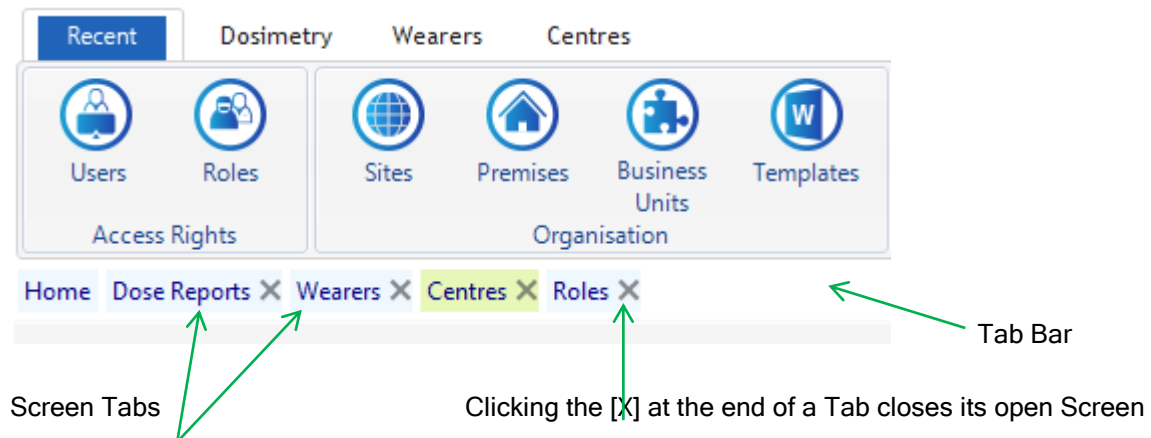 Recent Dosimetry Wearers Centres
Users Roles Sites Premises Business Units Templates
Access Rights Organisation
Home Dose Reports Wearers Centres Roles
Tab Bar
Screen Tabs Clicking the [X] at the end of a Tab closes its open Screen